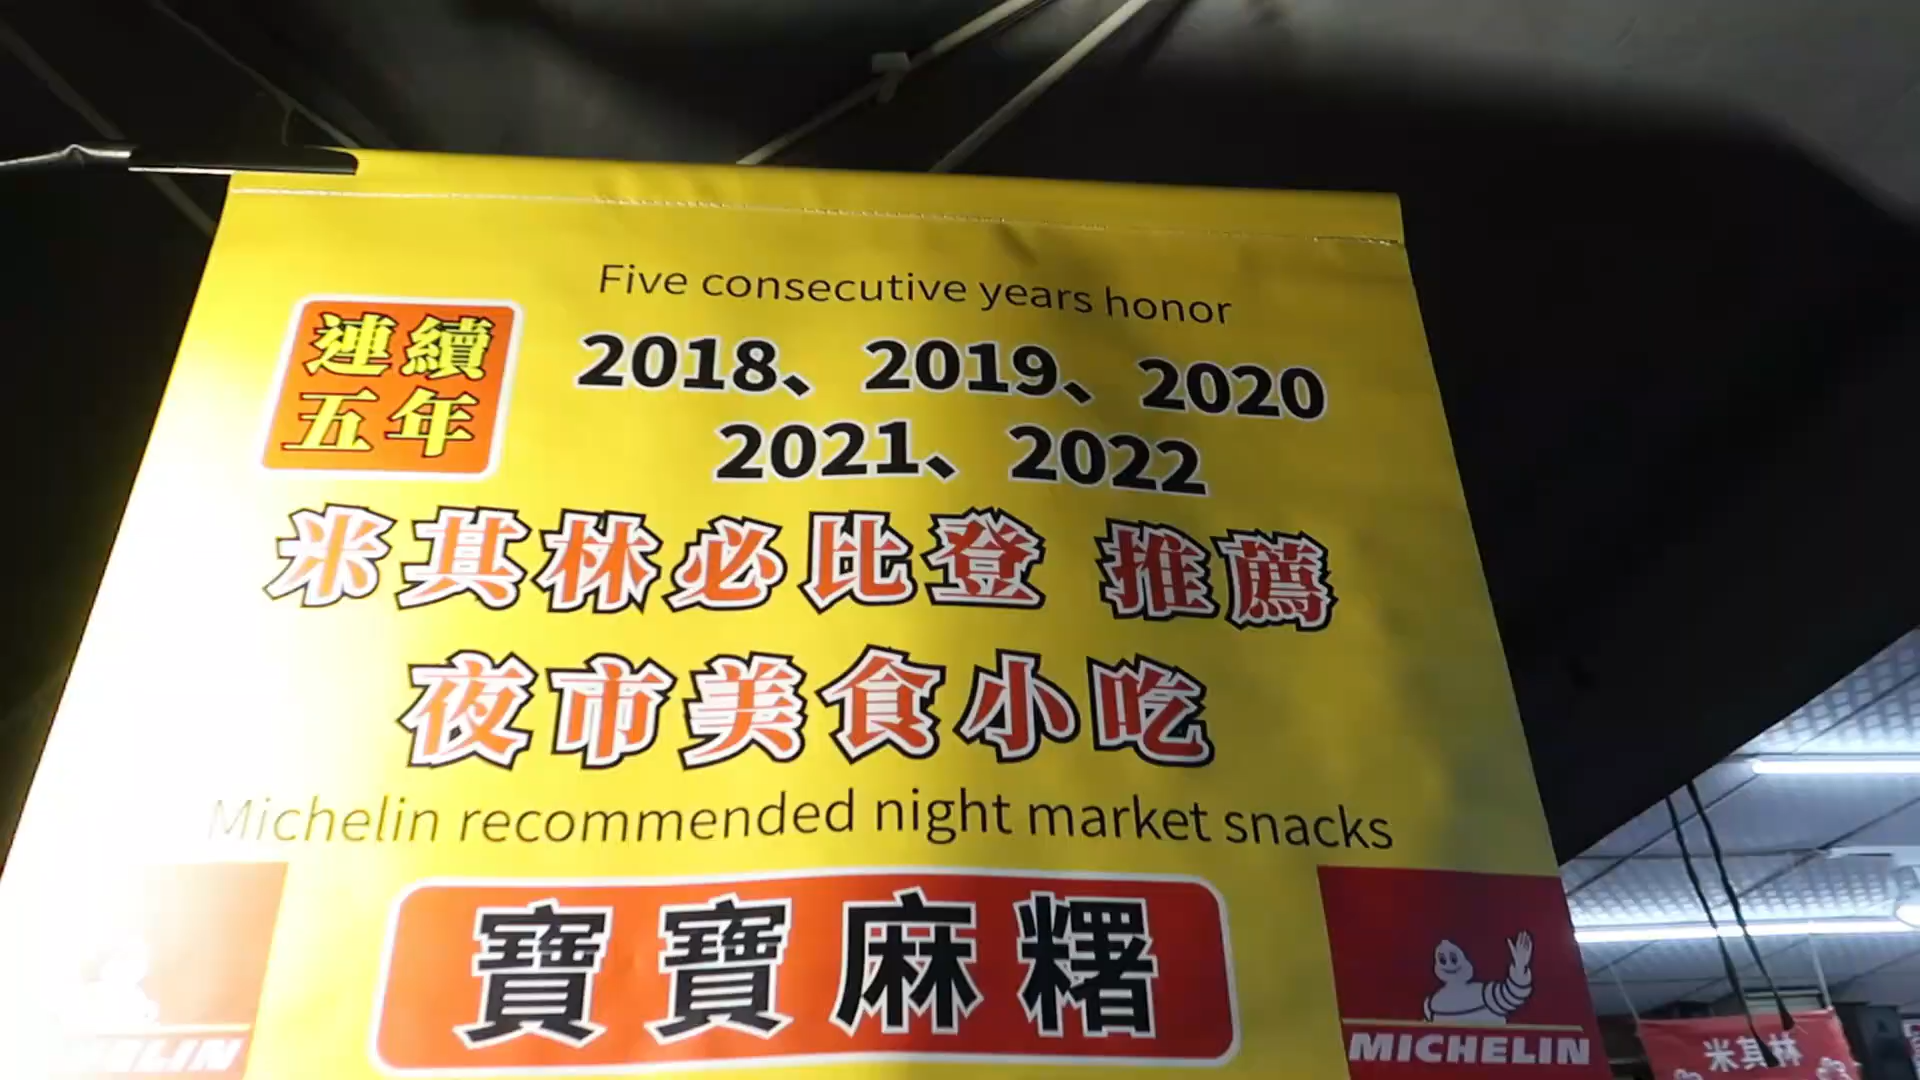 Five consecutive years honor
連續
五年
2018、2019、2020
2021、2022
米其林必比登 推薦
夜市美食小吃
Michelin recommended night market snacks
寶寶麻糬
MICHELIN
米其林